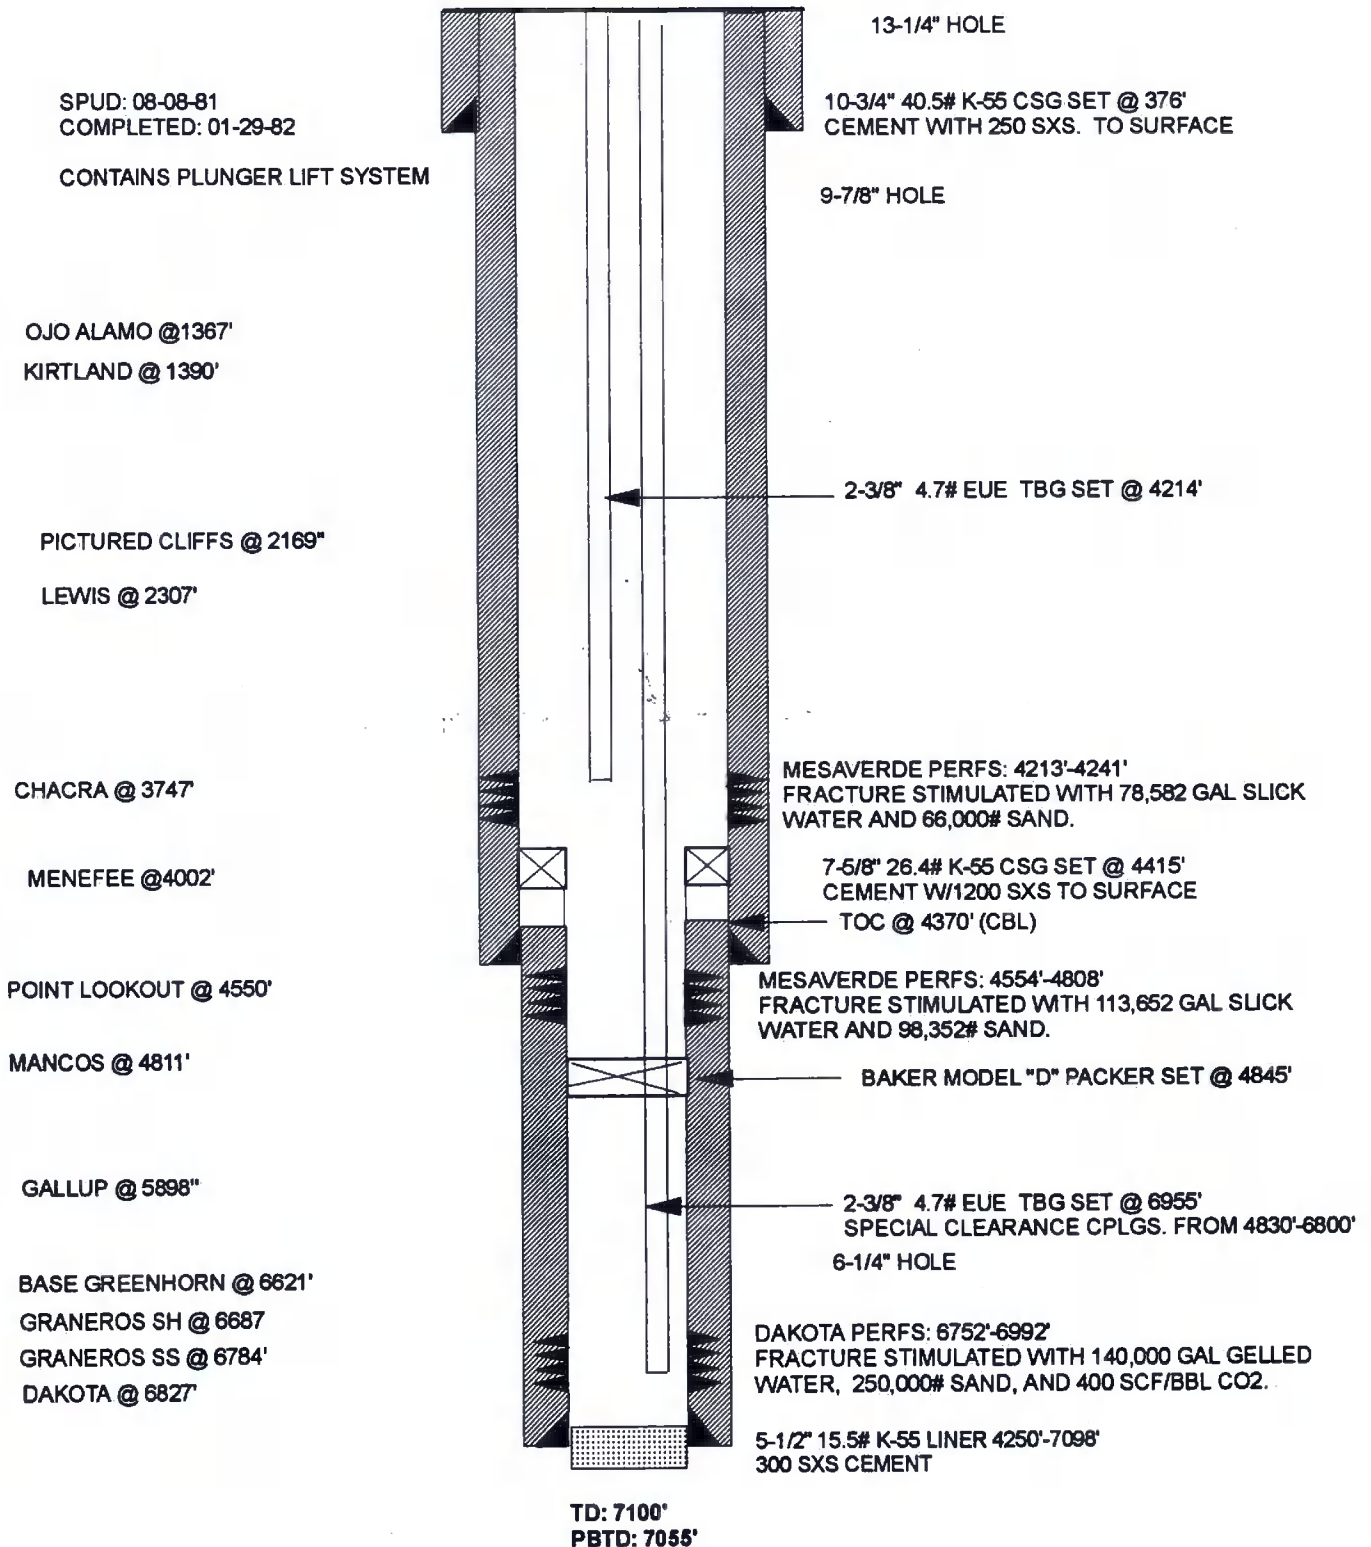 13-1/4" HOLE
SPUD: 08-08-81
COMPLETED: 01-29-82
CONTAINS PLUNGER LIFT SYSTEM
10-3/4" 40.5# K-55 CSG SET @ 376'
CEMENT WITH 250 SXS. TO SURFACE
9-7/8" HOLE
OJO ALAMO @1367'
KIRTLAND @ 1390'
2-3/8" 4.7# EUE TBG SET @ 4214'
PICTURED CLIFFS @ 2169"
LEWIS @ 2307'
CHACRA @ 3747'
MESAVERDE PERFS: 4213'-4241'
FRACTURE STIMULATED WITH 78,582 GAL SLICK
WATER AND 66,000# SAND.
MENEFEE @4002'
7-5/8" 26.4# K-55 CSG SET @ 4415'
CEMENT W/1200 SXS TO SURFACE
TOC @ 4370' (CBL)
POINT LOOKOUT @ 4550'
MESAVERDE PERFS: 4554'-4808'
FRACTURE STIMULATED WITH 113,652 GAL SLICK
WATER AND 98,352# SAND.
MANCOS @ 4811'
BAKER MODEL "D" PACKER SET @ 4845'
GALLUP @ 5898"
2-3/8" 4.7# EUE TBG SET @ 6955'
SPECIAL CLEARANCE CPLGS. FROM 4830'-6800'
6-1/4" HOLE
BASE GREENHORN @ 6621'
GRANEROS SH @ 6687
GRANEROS SS @ 6784'
DAKOTA @ 6827'
DAKOTA PERFS: 6752'-6992'
FRACTURE STIMULATED WITH 140,000 GAL GELLED
WATER, 250,000# SAND, AND 400 SCF/BBL CO2.
5-1/2" 15.5# K-55 LINER 4250'-7098'
300 SXS CEMENT
TD: 7100'
PBTD: 7055'